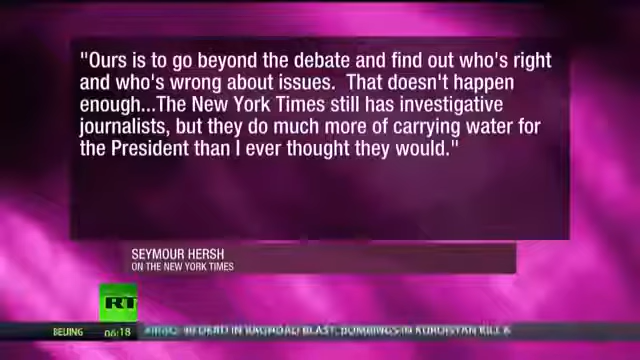 "Ours is to go beyond the debate and find out who's right
and who's wrong about issues. That doesn't happen
enough...The New York Times still has investigative
journalists, but they do much more of carrying water for
the President than I ever thought they would."
SEYMOUR HERSH
ON THE NEW YORK TIMES
RT
BEIJING 06:18 DEAD IN BAGHDAD BLAST, BOMBINGS IN KURDISTAN KILL